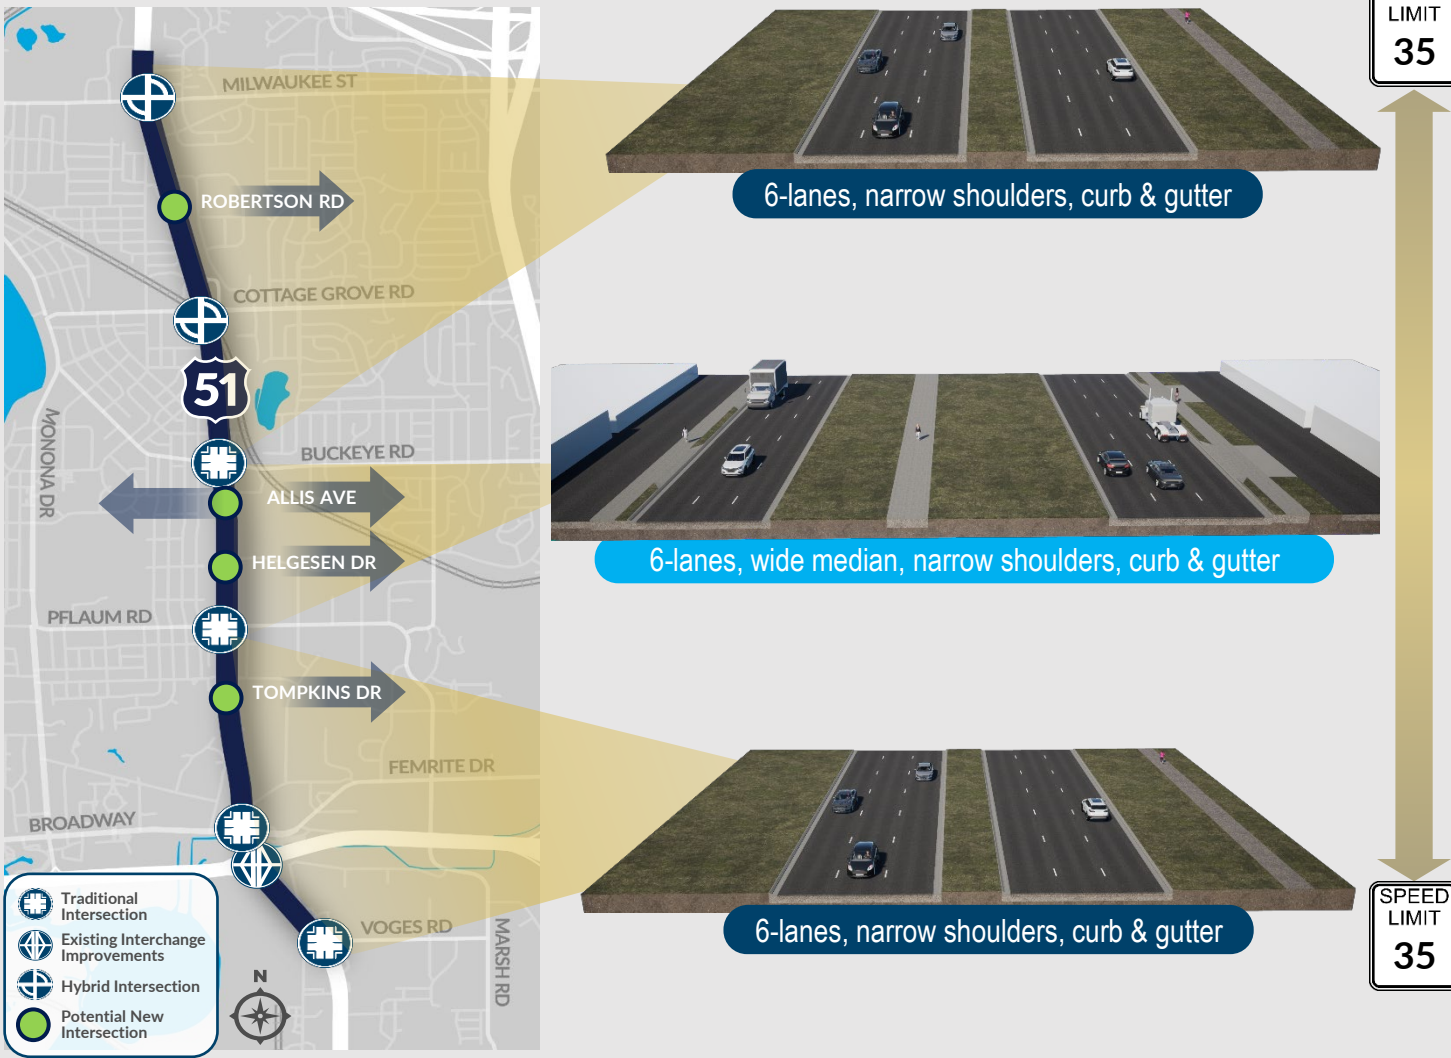 MILWAUKEE ST
ROBERTSON RD
COTTAGE GROVE RD
51
MONONA DR
BUCKEYE RD
ALLIS AVE
HELGESEN DR
PFLAUM RD
TOMPKINS DR
FEMRITE DR
BROADWAY
VOGES RD
MARSH RD
N
Traditional
Intersection
Existing Interchange
Improvements
Hybrid Intersection
Potential New
Intersection
6-lanes, narrow shoulders, curb & gutter
6-lanes, wide median, narrow shoulders, curb & gutter
6-lanes, narrow shoulders, curb & gutter
LIMIT
35
SPEED
LIMIT
35